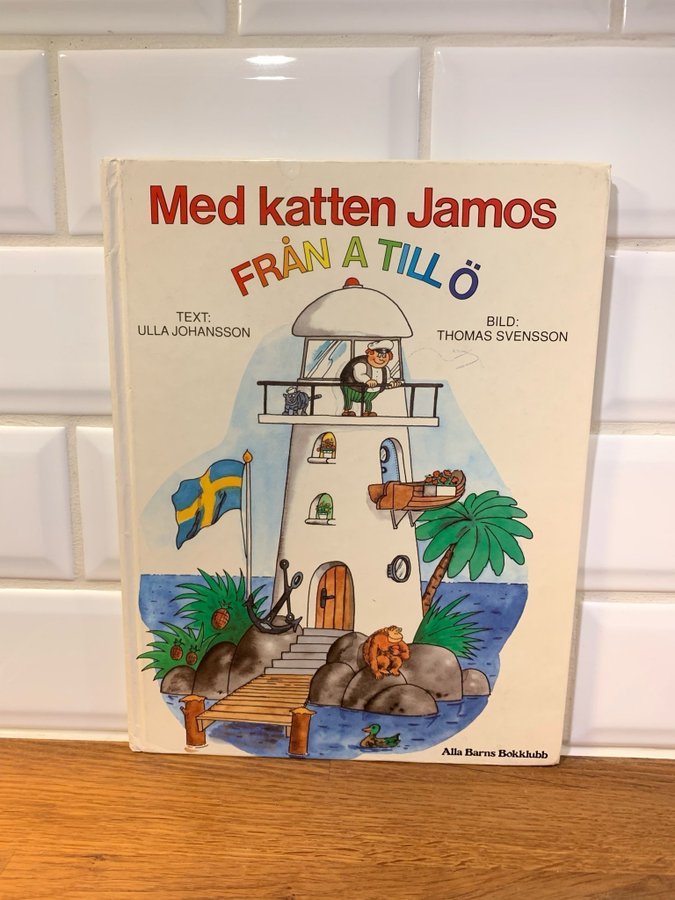 Med katten Jamos
FRÅN A TILL Ö
TEXT:
ULLA JOHANSSON
BILD:
THOMAS SVENSSON
Alla Barns Bokklubb